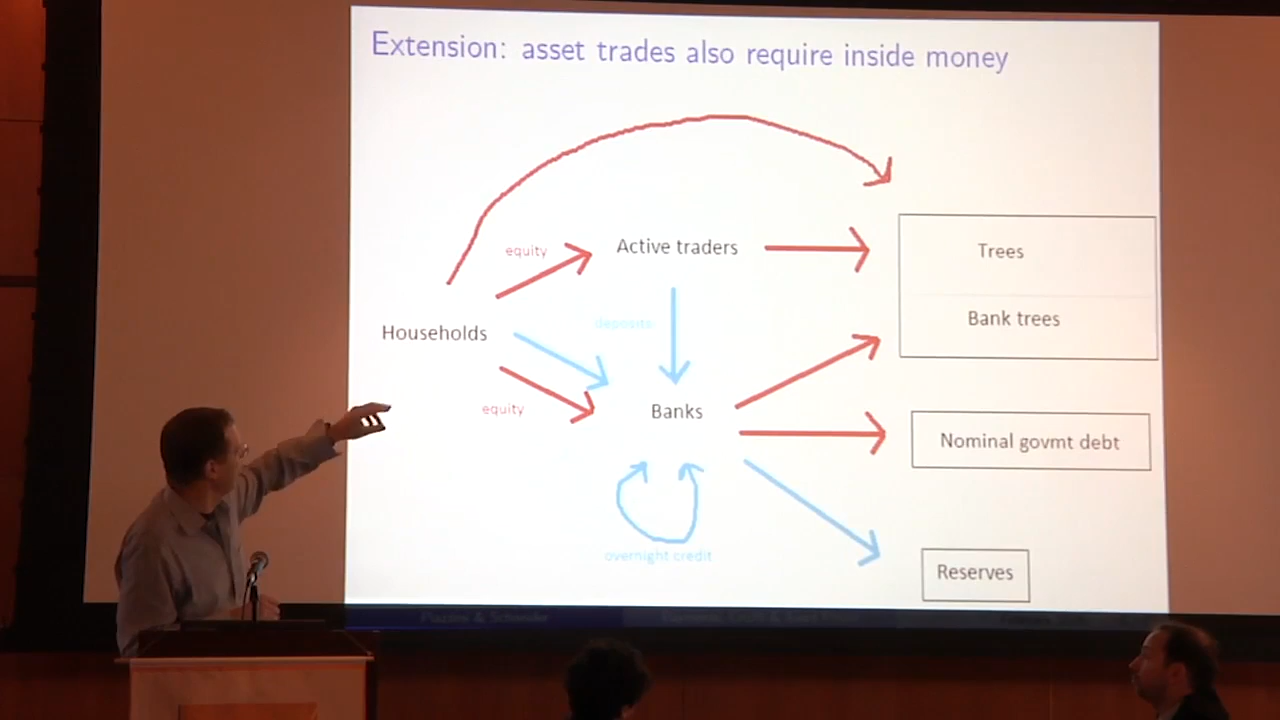 Extension: asset trades also require inside money
equity
Active traders
Trees
deposits
Bank trees
Households
equity
Banks
Nominal govmt debt
overnight credit
Reserves